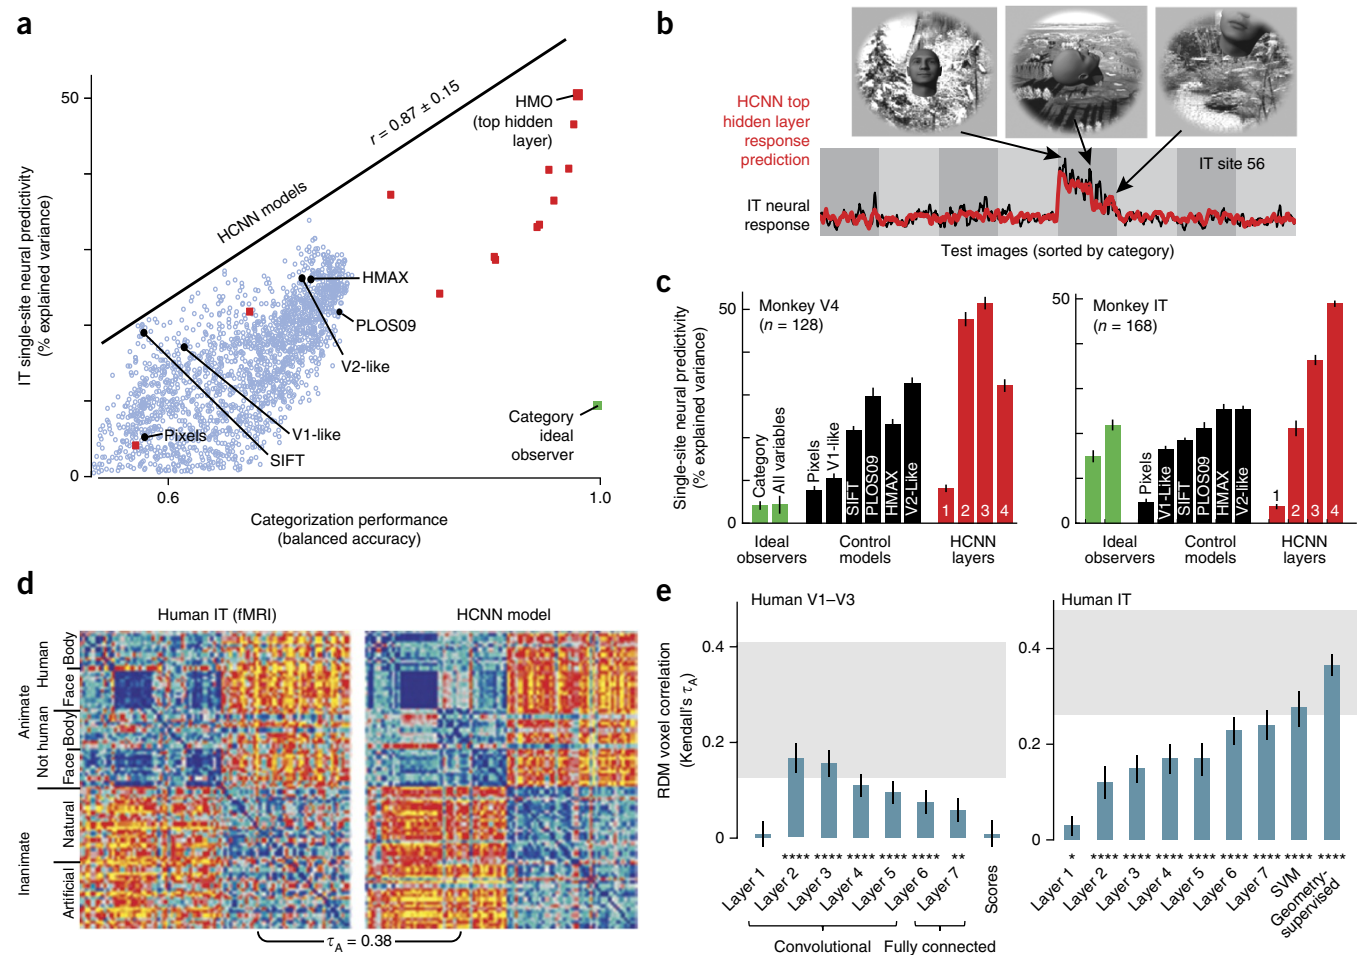 a
IT single-site neural predictivity
(% explained variance)
50
0
0.6
1.0
Categorization performance
(balanced accuracy)
r = 0.87 ± 0.15
HCNN models
HMO
(top hidden
layer)
HMAX
PLOS09
V2-like
V1-like
SIFT
Pixels
Category
ideal
observer
b
HCNN top
hidden layer
response
prediction
IT neural
response
IT site 56
Test images (sorted by category)
c
Single-site neural predictivity
(% explained variance)
50
0
Monkey V4
(n = 128)
Category
All variables
Pixels
V1-like
SIFT
PLOS09
HMAX
V2-Like
1
2
3
4
Ideal
observers
Control
models
HCNN
layers
50
0
Monkey IT
(n = 168)
Pixels
V1-Like
SIFT
PLOS09
HMAX
V2-like
1
2
3
4
Ideal
observers
Control
models
HCNN
layers
d
Human IT (fMRI)
HCNN model
Animate
Human
Body
Face
Not human
Body
Face
Inanimate
Natural
Artificial
τA = 0.38
e
RDM voxel correlation
(Kendall's τA)
Human V1–V3
0.4
0.2
0
**** **** **** **** **** **
Layer 1
Layer 2
Layer 3
Layer 4
Layer 5
Layer 6
Layer 7
Scores
Convolutional
Fully connected
Human IT
0.4
0.2
0
* **** **** **** **** **** **** **** ****
Layer 1
Layer 2
Layer 3
Layer 4
Layer 5
Layer 6
Layer 7
SVM
Geometry-
supervised